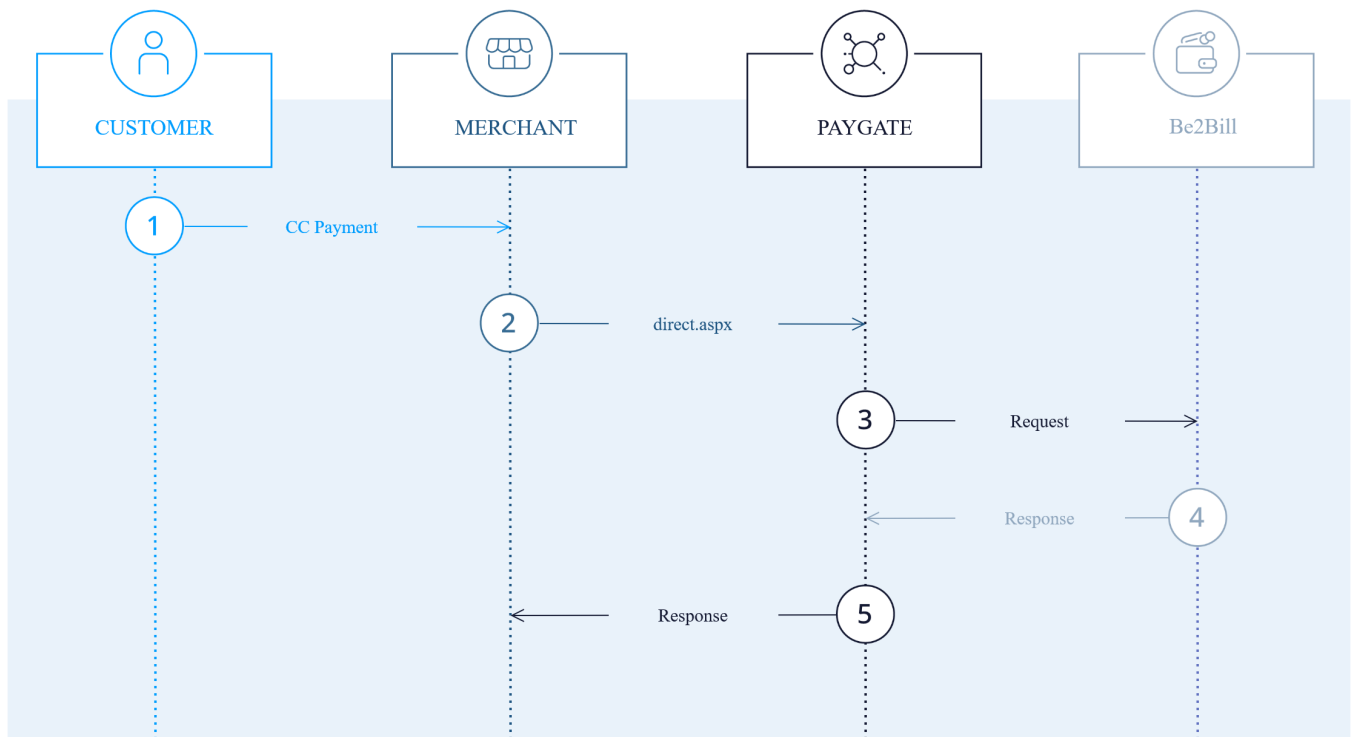 CUSTOMER
MERCHANT
PAYGATE
Be2Bill
1
CC Payment
2
direct.aspx
3
Request
Response
4
Response
5